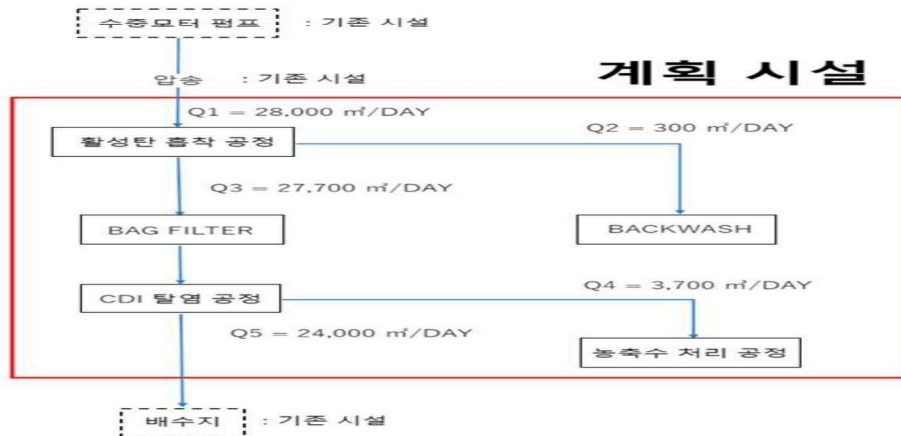 수중모터 펌프 : 기존 시설
압송 : 기존 시설
계획 시설
Q1 = 28,000 ㎥/DAY
Q2 = 300 ㎥/DAY
활성탄 흡착 공정
Q3 = 27,700 ㎥/DAY
BAG FILTER
BACKWASH
Q4 = 3,700 ㎥/DAY
CDI 탈염 공정
Q5 = 24,000 ㎥/DAY
농축수 처리 공정
배수지 : 기존 시설